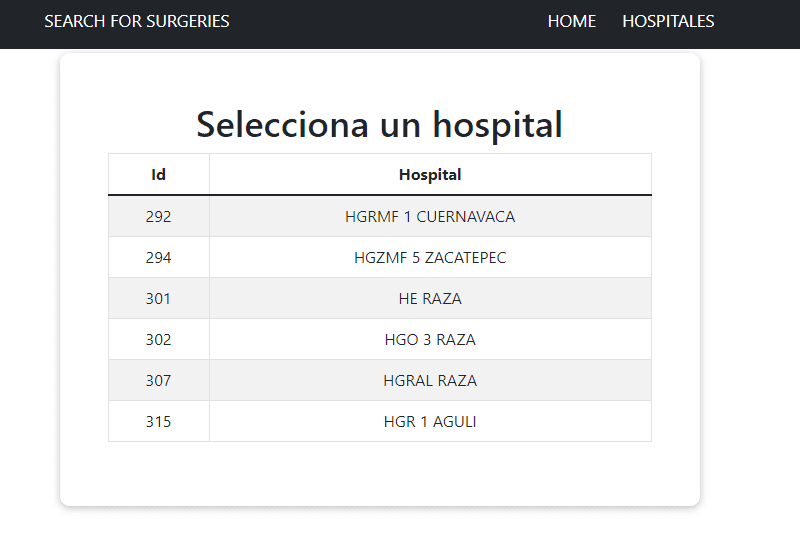 SEARCH FOR SURGERIES HOME HOSPITALES
Selecciona un hospital
Id Hospital
292 HGRMF 1 CUERNAVACA
294 HGZMF 5 ZACATEPEC
301 HE RAZA
302 HGO 3 RAZA
307 HGRAL RAZA
315 HGR 1 AGULI